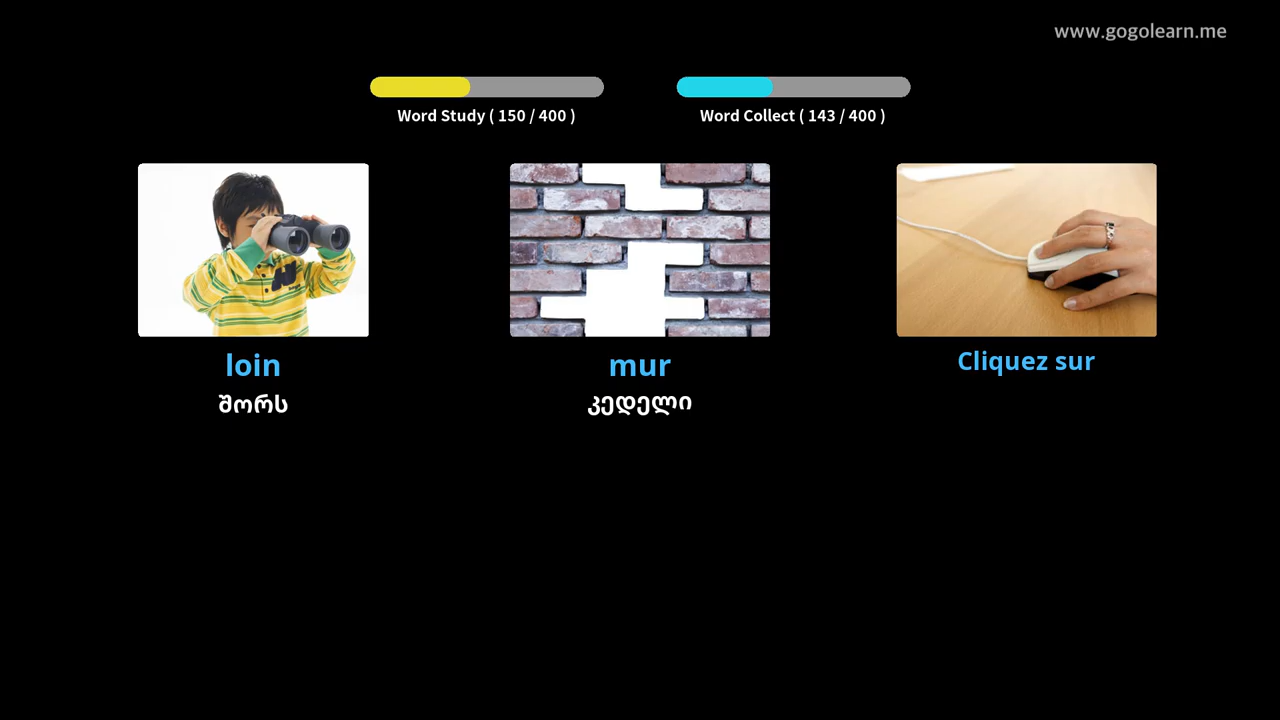 www.gogolearn.me
Word Study ( 150 / 400 )
Word Collect ( 143 / 400 )
loin
შორს
mur
კედელი
Cliquez sur